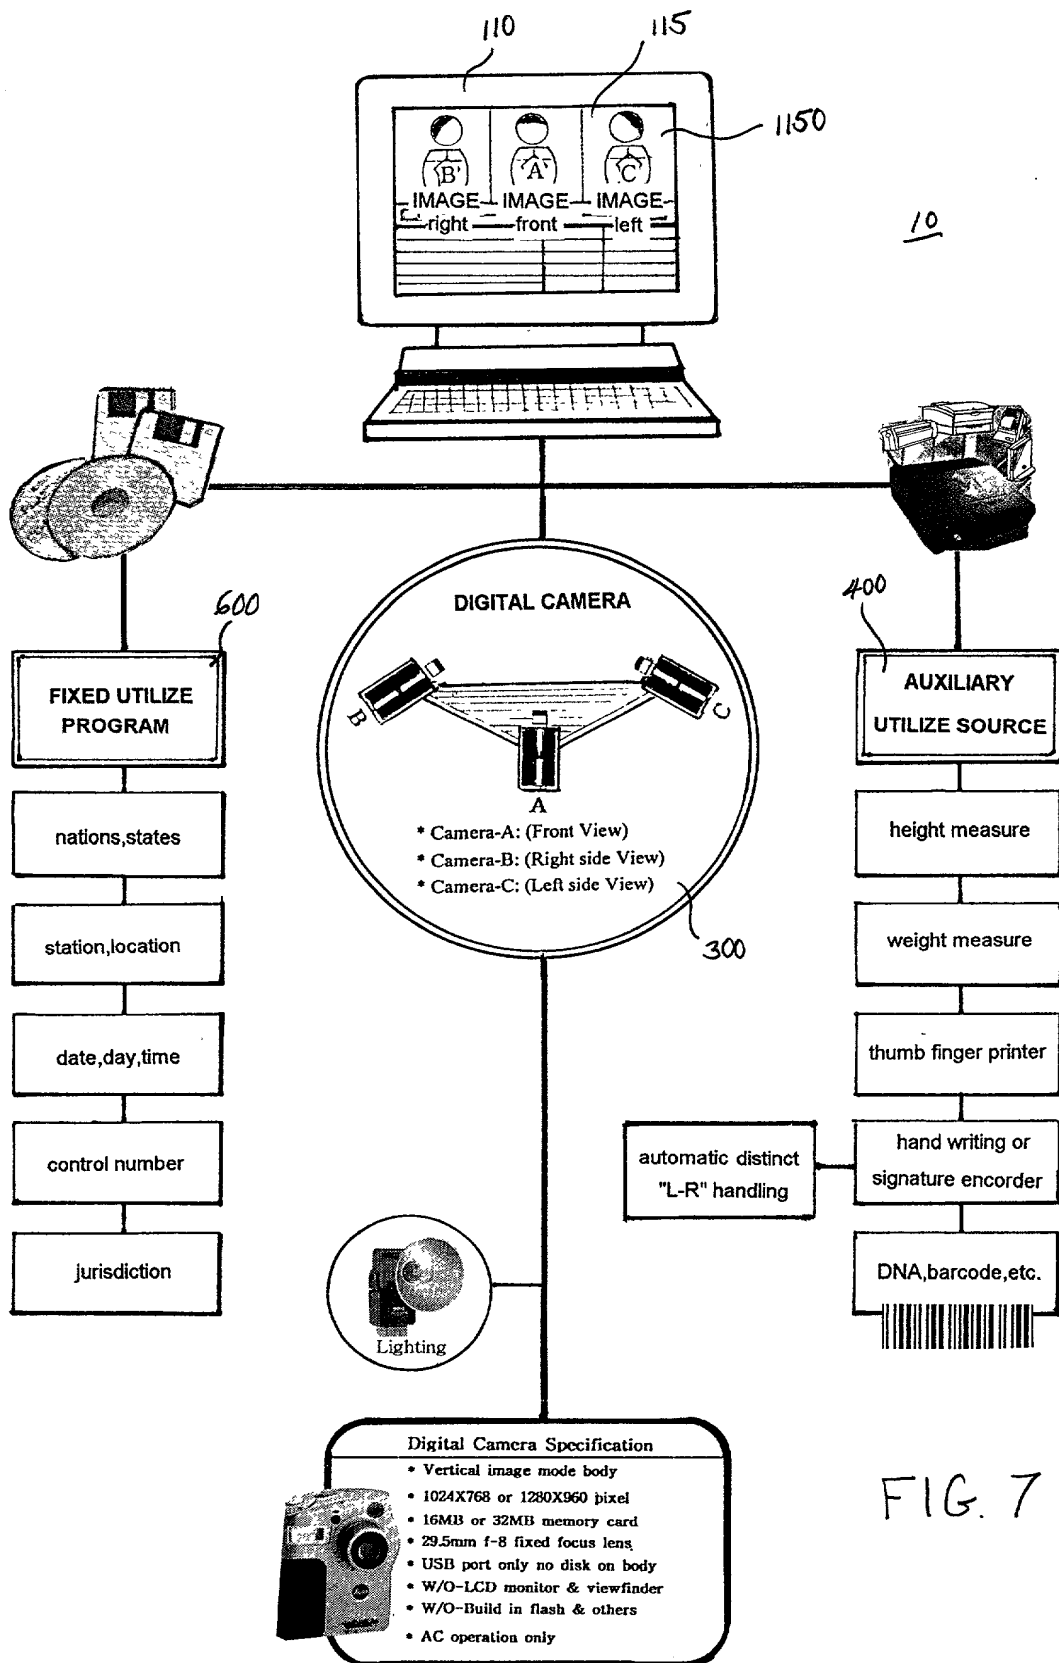 110
115
1150
10
B'
A'
C'
IMAGE
right
IMAGE
front
IMAGE
left
600
FIXED UTILIZE
PROGRAM
nations,states
station,location
date,day,time
control number
jurisdiction
DIGITAL CAMERA
B
C
A
* Camera-A: (Front View)
* Camera-B: (Right side View)
* Camera-C: (Left side View)
300
400
AUXILIARY
UTILIZE SOURCE
height measure
weight measure
thumb finger printer
hand writing or
signature encorder
automatic distinct
"L-R" handling
DNA,barcode,etc.
Lighting
Digital Camera Specification
* Vertical image mode body
* 1024X768 or 1280X960 pixel
* 16MB or 32MB memory card
* 29.5mm f-8 fixed focus lens
* USB port only no disk on body
* W/O-LCD monitor & viewfinder
* W/O-Build in flash & others
* AC operation only
FIG. 7